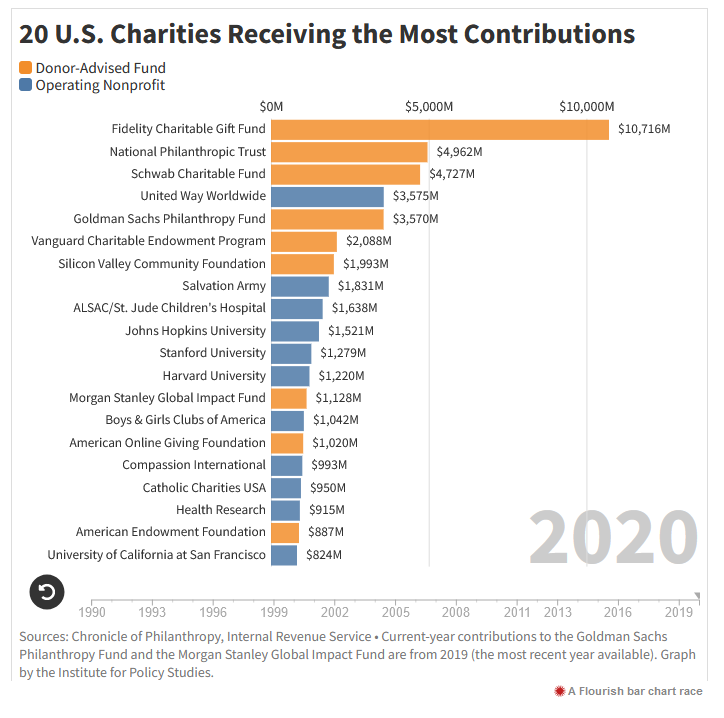 20 U.S. Charities Receiving the Most Contributions
Donor-Advised Fund
Operating Nonprofit
$0M $5,000M $10,000M
Fidelity Charitable Gift Fund $10,716M
National Philanthropic Trust $4,962M
Schwab Charitable Fund $4,727M
United Way Worldwide $3,575M
Goldman Sachs Philanthropy Fund $3,570M
Vanguard Charitable Endowment Program $2,088M
Silicon Valley Community Foundation $1,993M
Salvation Army $1,831M
ALSAC/St. Jude Children's Hospital $1,638M
Johns Hopkins University $1,521M
Stanford University $1,279M
Harvard University $1,220M
Morgan Stanley Global Impact Fund $1,128M
Boys & Girls Clubs of America $1,042M
American Online Giving Foundation $1,020M
Compassion International $993M
Catholic Charities USA $950M
Health Research $915M
American Endowment Foundation $887M
University of California at San Francisco $824M
2020
1990 1993 1996 1999 2002 2005 2008 2011 2013 2016 2019
Sources: Chronicle of Philanthropy, Internal Revenue Service • Current-year contributions to the Goldman Sachs
Philanthropy Fund and the Morgan Stanley Global Impact Fund are from 2019 (the most recent year available). Graph
by the Institute for Policy Studies.
A Flourish bar chart race